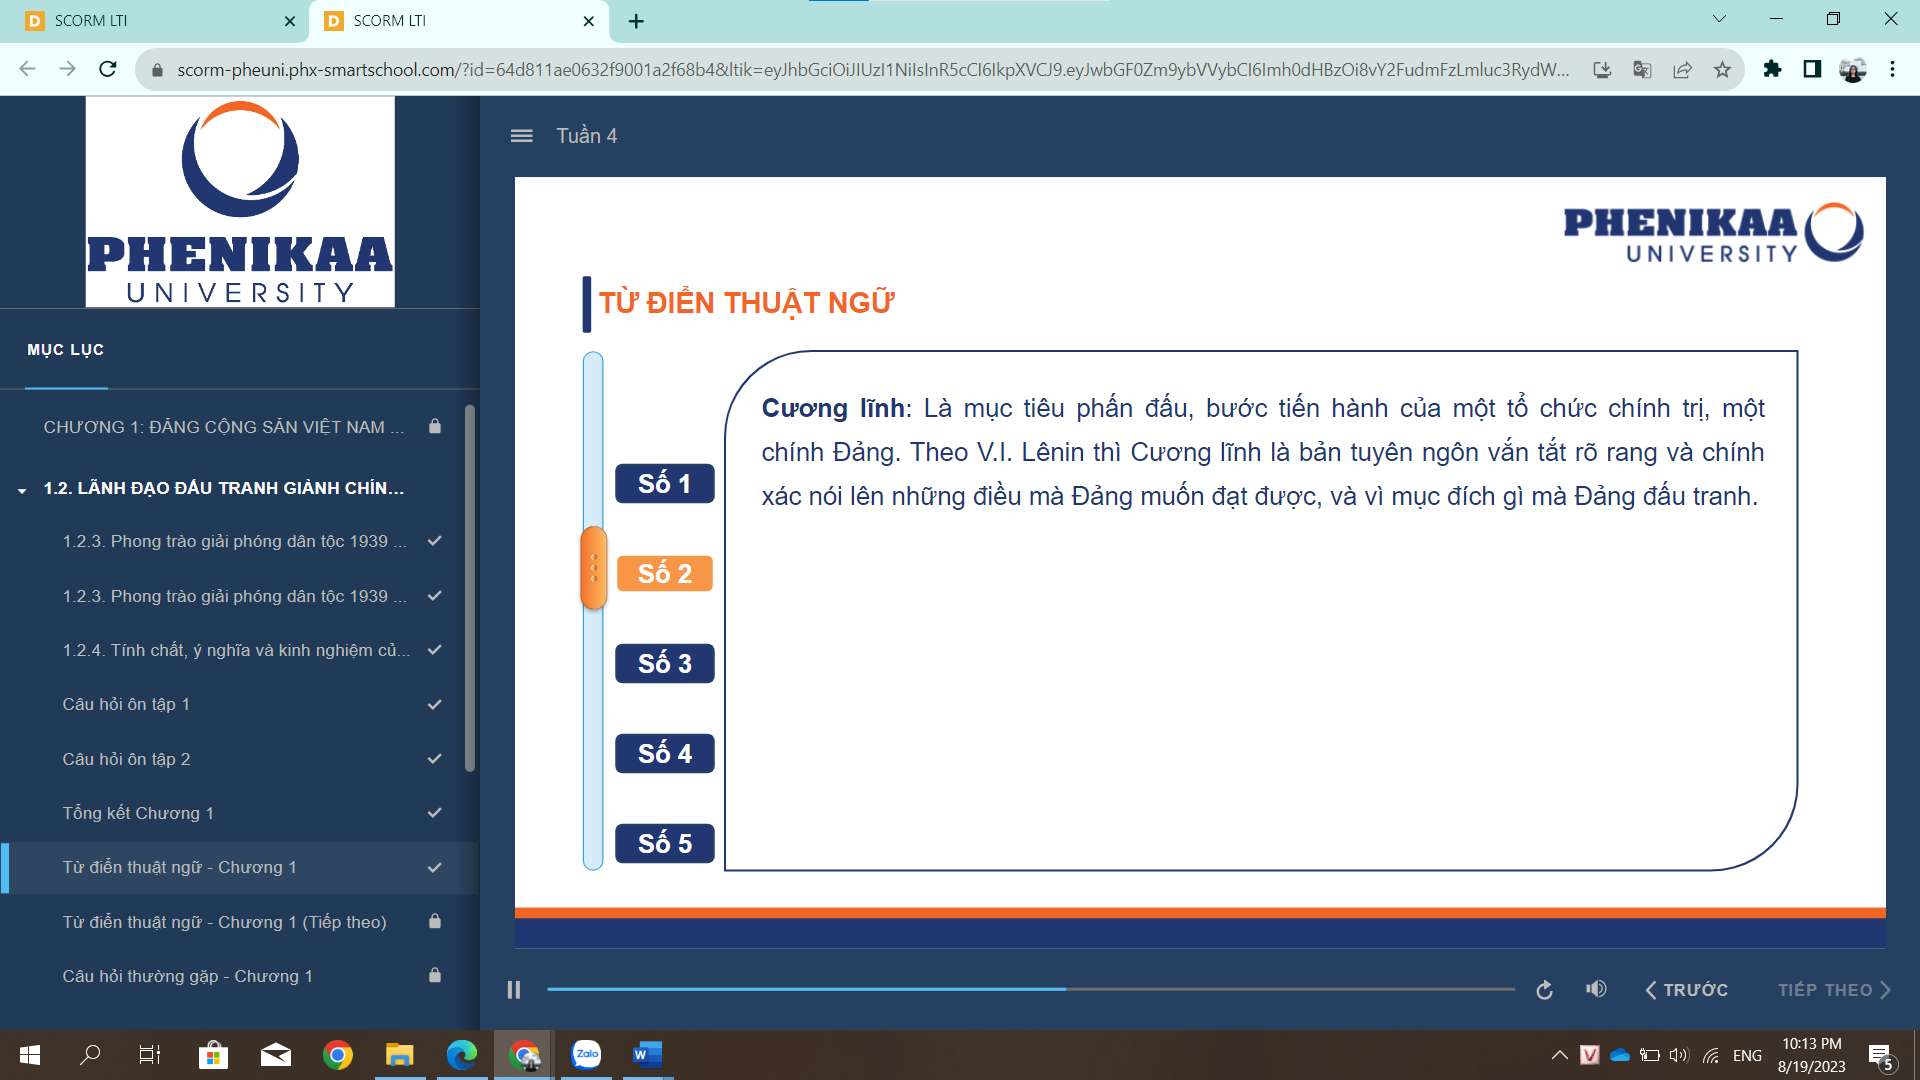 SCORM LTI
SCORM LTI
scorm-pheuni.phx-smartschool.com/?id=64d811ae0632f9001a2f68b4&ltik=eyJhbGciOiJIUzI1NiIsInR5cCI6IkpXVCJ9.eyJwbGF0Zm9ybVVybCI6Imh0dHBzOi8vY2FudmFzLmluc3RydW...
PHENIKAA
UNIVERSITY
MỤC LỤC
CHƯƠNG 1: ĐẢNG CỘNG SẢN VIỆT NAM ...
1.2. LÃNH ĐẠO ĐẤU TRANH GIÀNH CHÍN...
1.2.3. Phong trào giải phóng dân tộc 1939 ...
1.2.3. Phong trào giải phóng dân tộc 1939 ...
1.2.4. Tính chất, ý nghĩa và kinh nghiệm củ...
Câu hỏi ôn tập 1
Câu hỏi ôn tập 2
Tổng kết Chương 1
Từ điển thuật ngữ - Chương 1
Từ điển thuật ngữ - Chương 1 (Tiếp theo)
Câu hỏi thường gặp - Chương 1
Tuần 4
PHENIKAA
UNIVERSITY
TỪ ĐIỂN THUẬT NGỮ
Số 1
Số 2
Số 3
Số 4
Số 5
Cương lĩnh: Là mục tiêu phấn đấu, bước tiến hành của một tổ chức chính trị, một
chính Đảng. Theo V.I. Lênin thì Cương lĩnh là bản tuyên ngôn vắn tắt rõ rang và chính
xác nói lên những điều mà Đảng muốn đạt được, và vì mục đích gì mà Đảng đấu tranh.
TRƯỚC
TIẾP THEO
Zalo
W
V
ENG
10:13 PM
8/19/2023
5